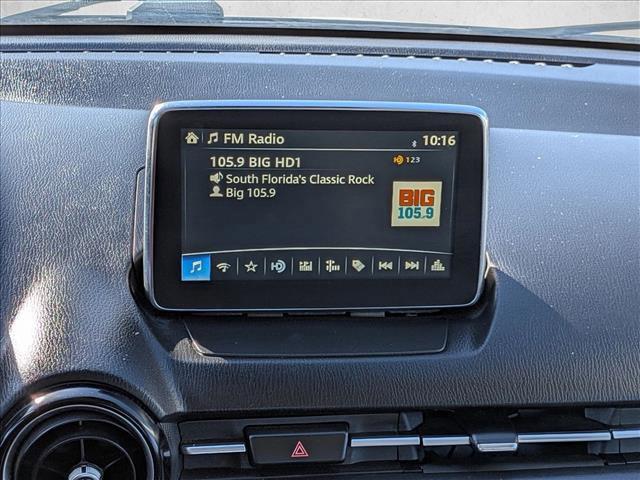 FM Radio 10:16
105.9 BIG HD1 123
South Florida's Classic Rock
Big 105.9
BIG
105.9